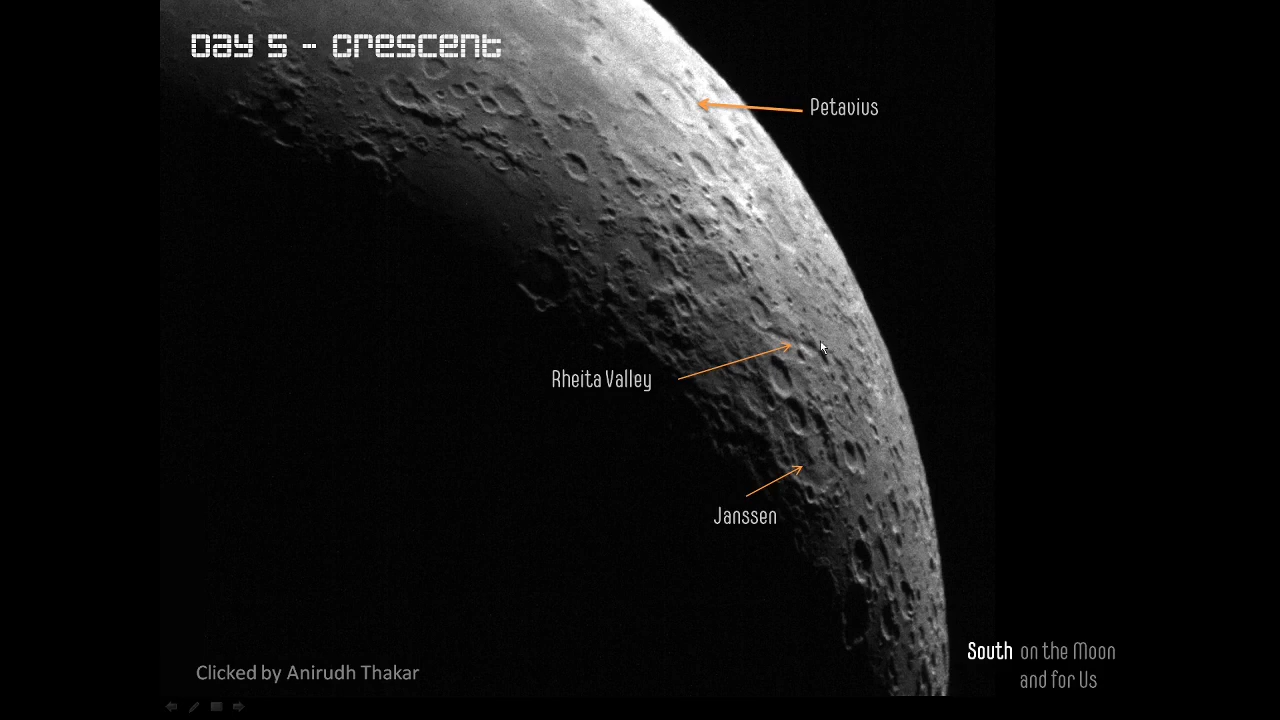 Day 5 - Crescent
Petavius
Rheita Valley
Janssen
South on the Moon
and for Us
Clicked by Anirudh Thakar